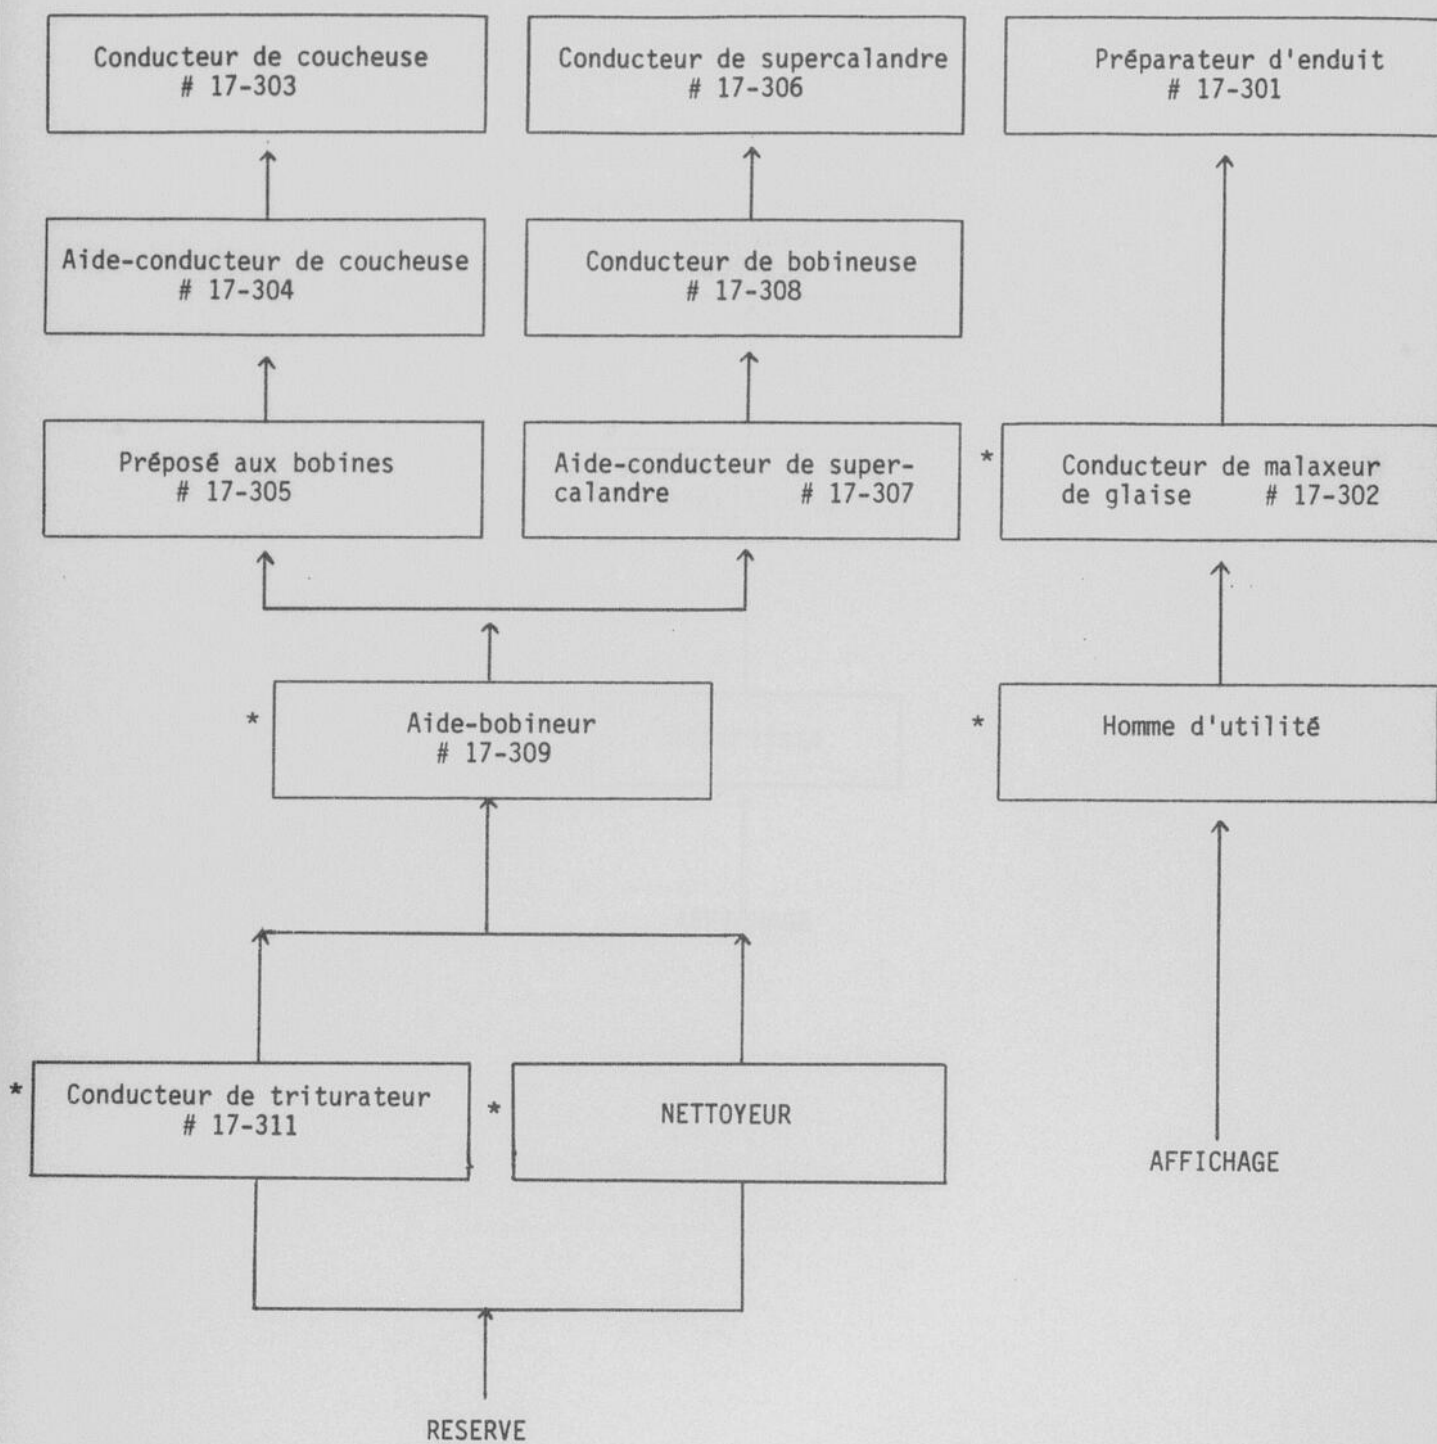 Conducteur de coucheuse
# 17-303
Conducteur de supercalandre
# 17-306
Préparateur d'enduit
# 17-301
Aide-conducteur de coucheuse
# 17-304
Conducteur de bobineuse
# 17-308
Préposé aux bobines
# 17-305
Aide-conducteur de super-
calandre # 17-307
*
Conducteur de malaxeur
de glaise # 17-302
*
Aide-bobineur
# 17-309
*
Homme d'utilité
*
Conducteur de triturateur
# 17-311
*
NETTOYEUR
AFFICHAGE
RESERVE